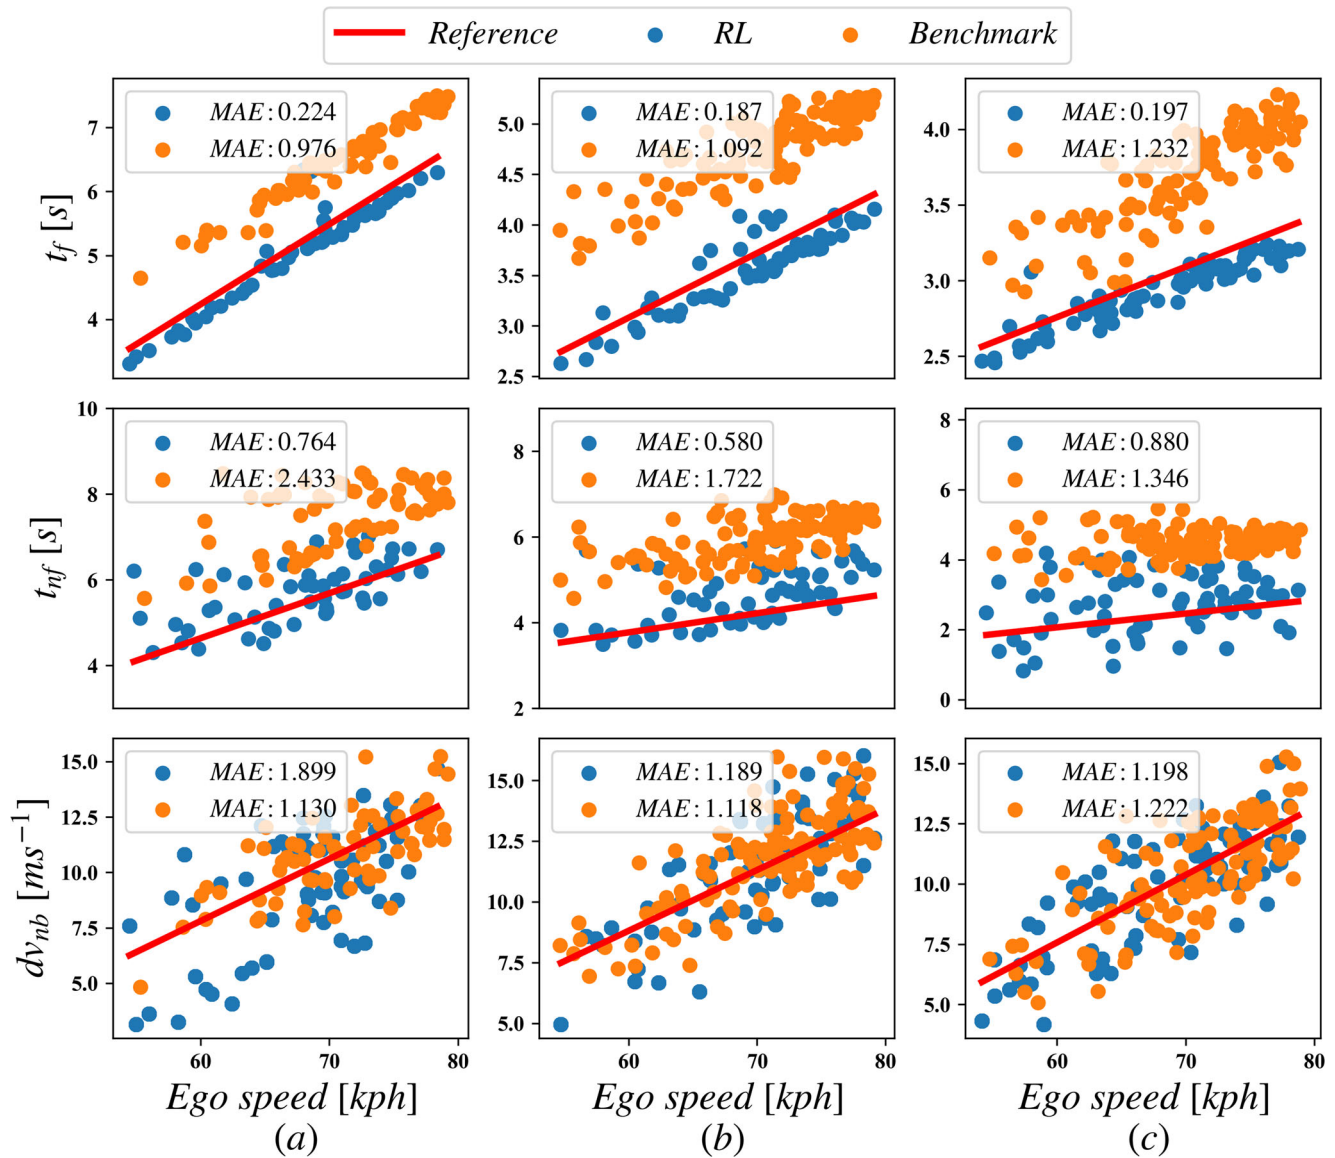 Reference RL Benchmark
MAE: 0.224
MAE: 0.976
7
6
5
4
t_f [s]
MAE: 0.187
MAE: 1.092
5.0
4.5
4.0
3.5
3.0
2.5
MAE: 0.197
MAE: 1.232
4.0
3.5
3.0
2.5
MAE: 0.764
MAE: 2.433
10
8
6
4
t_{nf} [s]
MAE: 0.580
MAE: 1.722
8
6
4
2
MAE: 0.880
MAE: 1.346
8
6
4
2
0
MAE: 1.899
MAE: 1.130
15.0
12.5
10.0
7.5
5.0
dv_{nb} [ms^{-1}]
60 70 80
MAE: 1.189
MAE: 1.118
15.0
12.5
10.0
7.5
5.0
60 70 80
MAE: 1.198
MAE: 1.222
15.0
12.5
10.0
7.5
5.0
60 70 80
Ego speed [kph] Ego speed [kph] Ego speed [kph]
(a) (b) (c)